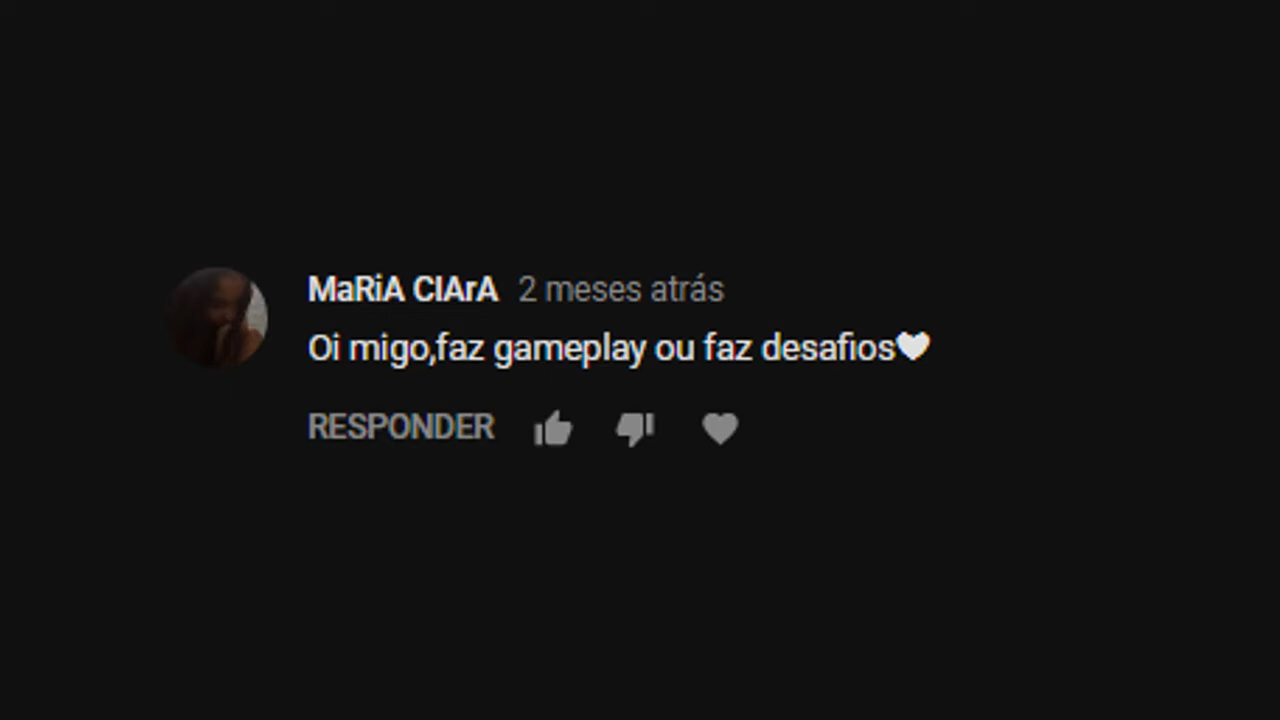 MaRiA ClArA 2 meses atrás
Oi migo,faz gameplay ou faz desafios🤍
RESPONDER